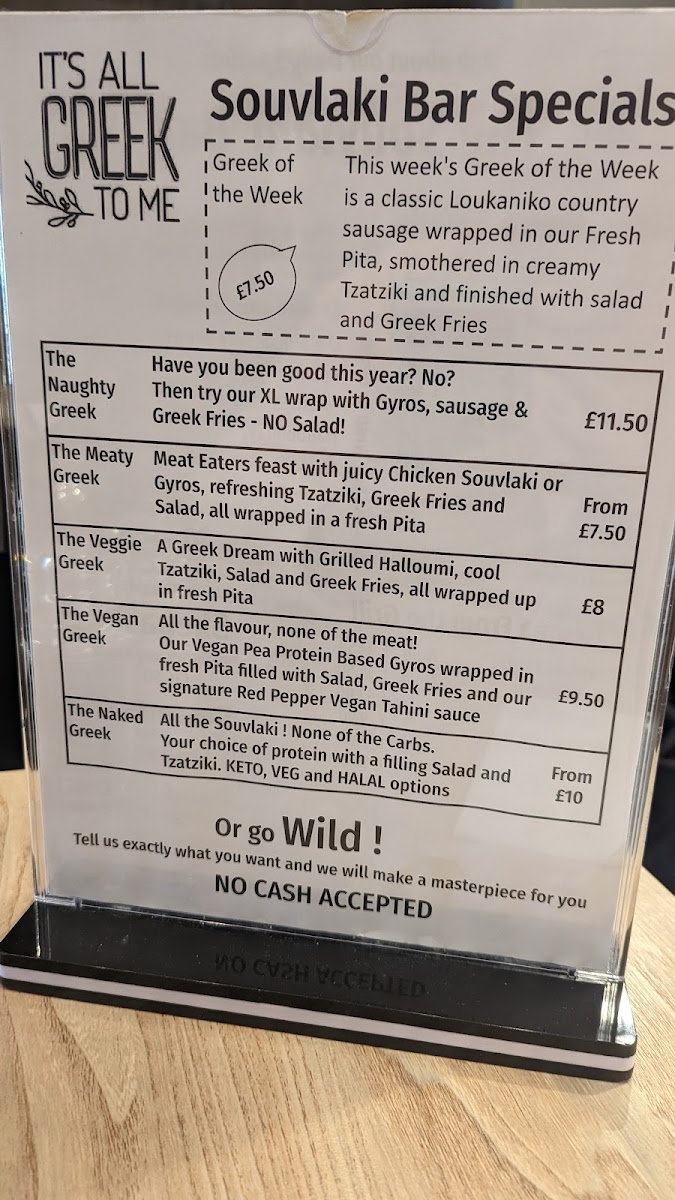 IT'S ALL
GREEK
TO ME
Souvlaki Bar Specials
Greek of
the Week
£7.50
This week's Greek of the Week
is a classic Loukaniko country
sausage wrapped in our Fresh
Pita, smothered in creamy
Tzatziki and finished with salad
and Greek Fries
The
Naughty
Greek
Have you been good this year? No?
Then try our XL wrap with Gyros, sausage &
Greek Fries - NO Salad!
£11.50
The Meaty
Greek
Meat Eaters feast with juicy Chicken Souvlaki or
Gyros, refreshing Tzatziki, Greek Fries and
Salad, all wrapped in a fresh Pita
From
£7.50
The Veggie
Greek
A Greek Dream with Grilled Halloumi, cool
Tzatziki, Salad and Greek Fries, all wrapped up
in fresh Pita
£8
The Vegan
Greek
All the flavour, none of the meat!
Our Vegan Pea Protein Based Gyros wrapped in
fresh Pita filled with Salad, Greek Fries and our
signature Red Pepper Vegan Tahini sauce
£9.50
The Naked
Greek
All the Souvlaki ! None of the Carbs.
Your choice of protein with a filling Salad and
Tzatziki. KETO, VEG and HALAL options
From
£10
Or go Wild !
Tell us exactly what you want and we will make a masterpiece for you
NO CASH ACCEPTED